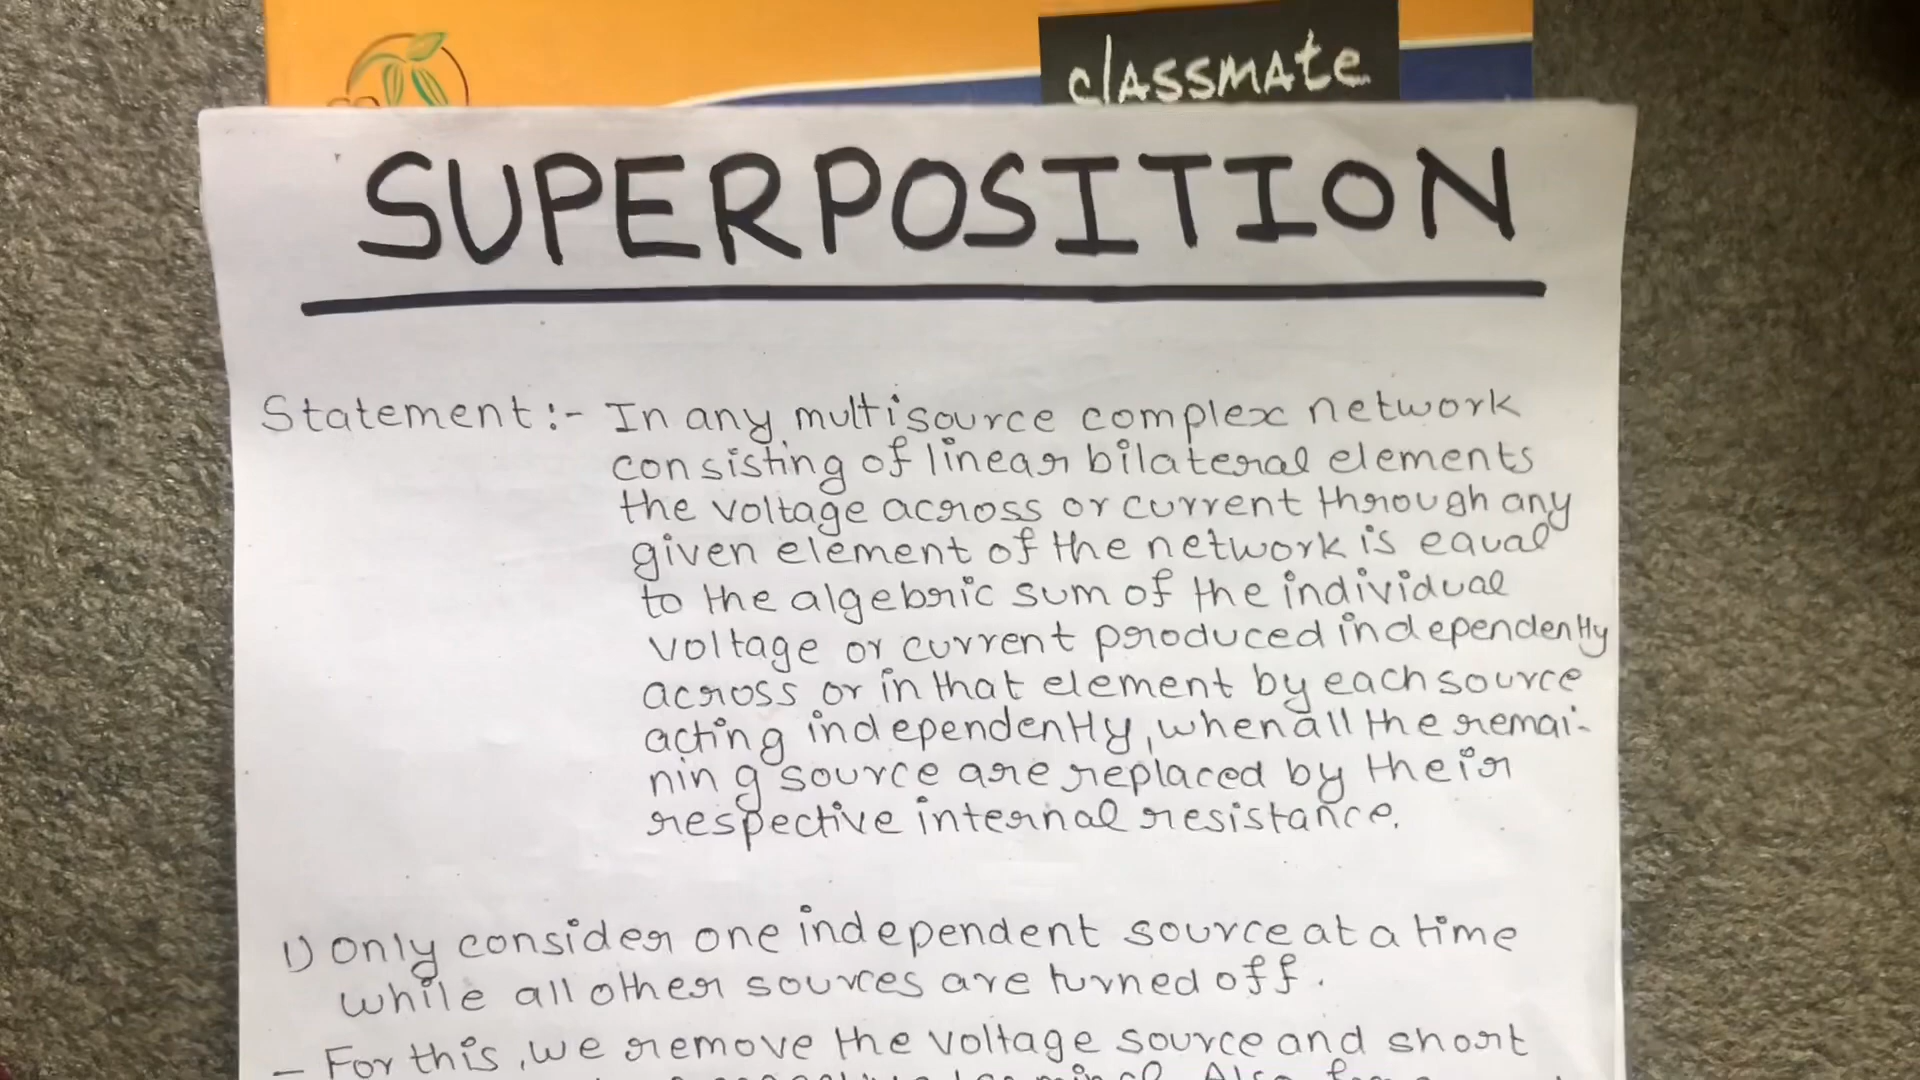 classmate
SUPERPOSITION
Statement:- In any multisource complex network
consisting of linear bilateral elements
the voltage across or current through any
given element of the network is equal
to the algebric sum of the individual
voltage or current produced independently
across or in that element by each source
acting independently, when all the remai-
ning source are replaced by their
respective internal resistance.
1) only consider one independent source at a time
while all other sources are turned off.
- For this, we remove the voltage source and short